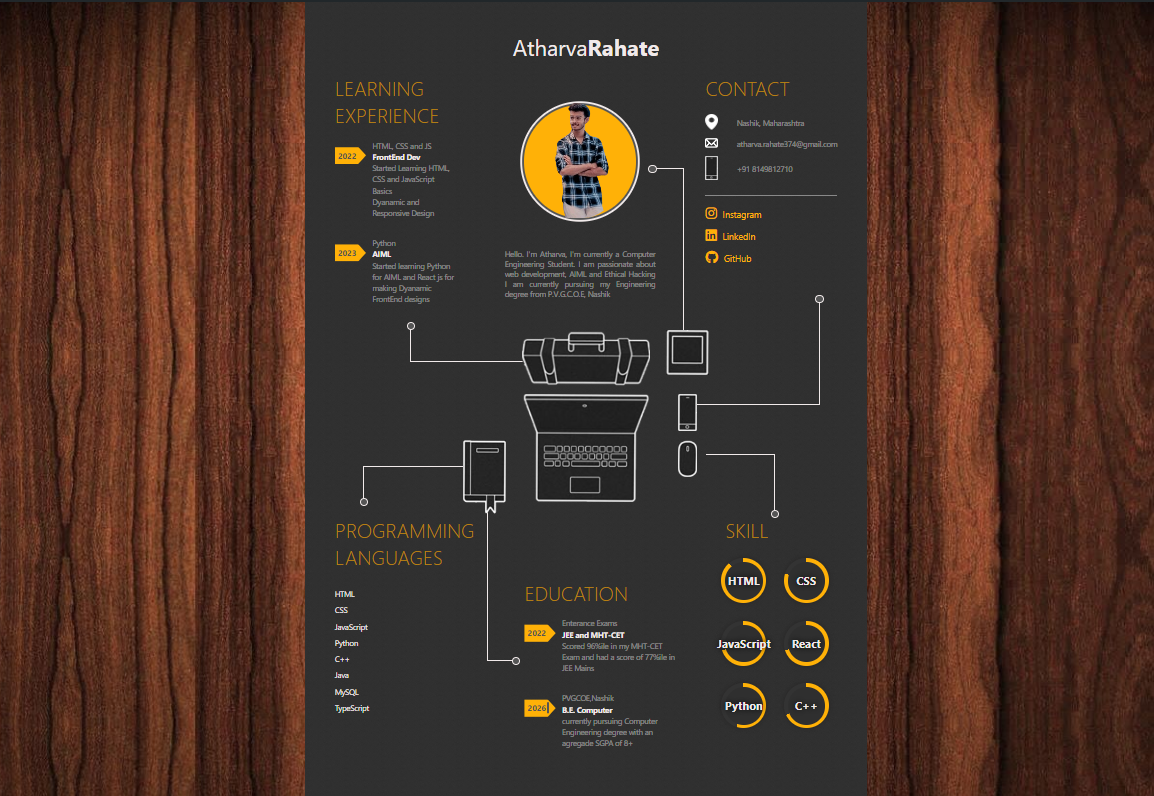 AtharvaRahate
LEARNING
EXPERIENCE
2022
HTML, CSS and JS
FrontEnd Dev
Started Learning HTML,
CSS and JavaScript
Basics
Dyanamic and
Responsive Design
2023
Python
AIML
Started learning Python
for AIML and React js for
making Dyanamic
FrontEnd designs
Hello. I'm Atharva, I'm currently a Computer
Engineering Student. I am passionate about
web development, AIML and Ethical Hacking
I am currently pursuing my Engineering
degree from P.V.G.C.O.E, Nashik
CONTACT
Nashik, Maharashtra
atharva.rahate374@gmail.com
+91 8149812710
Instagram
LinkedIn
GitHub
PROGRAMMING
LANGUAGES
HTML
CSS
JavaScript
Python
C++
Java
MySQL
TypeScript
EDUCATION
2022
Enterance Exams
JEE and MHT-CET
Scored 96%ile in my MHT-CET
Exam and had a score of 77%ile in
JEE Mains
2026
PVGCOE,Nashik
B.E. Computer
currently pursuing Computer
Engineering degree with an
agregade SGPA of 8+
SKILL
HTML
CSS
JavaScript
React
Python
C++